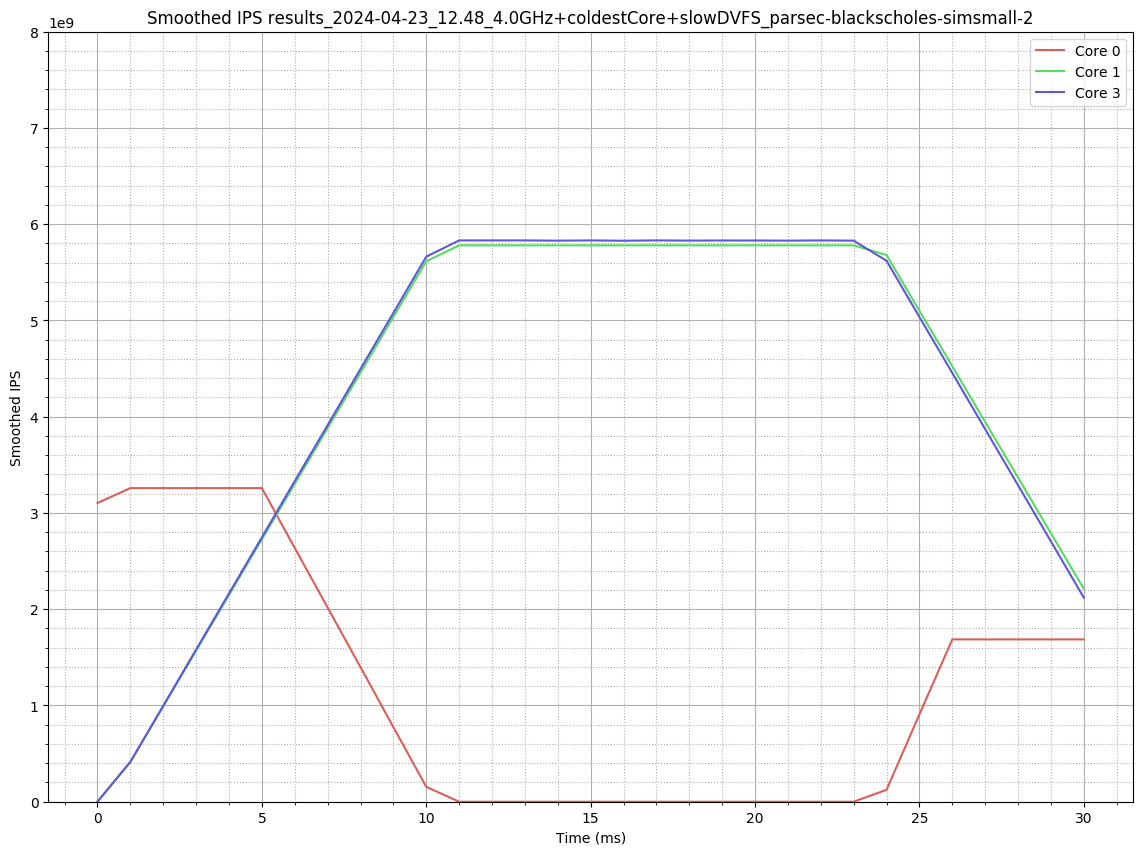 Smoothed IPS results_2024-04-23_12.48_4.0GHz+coldestCore+slowDVFS_parsec-blackscholes-simsmall-2
1e9
8
7
6
5
4
3
2
1
0
Smoothed IPS
Core 0
Core 1
Core 3
0 5 10 15 20 25 30
Time (ms)